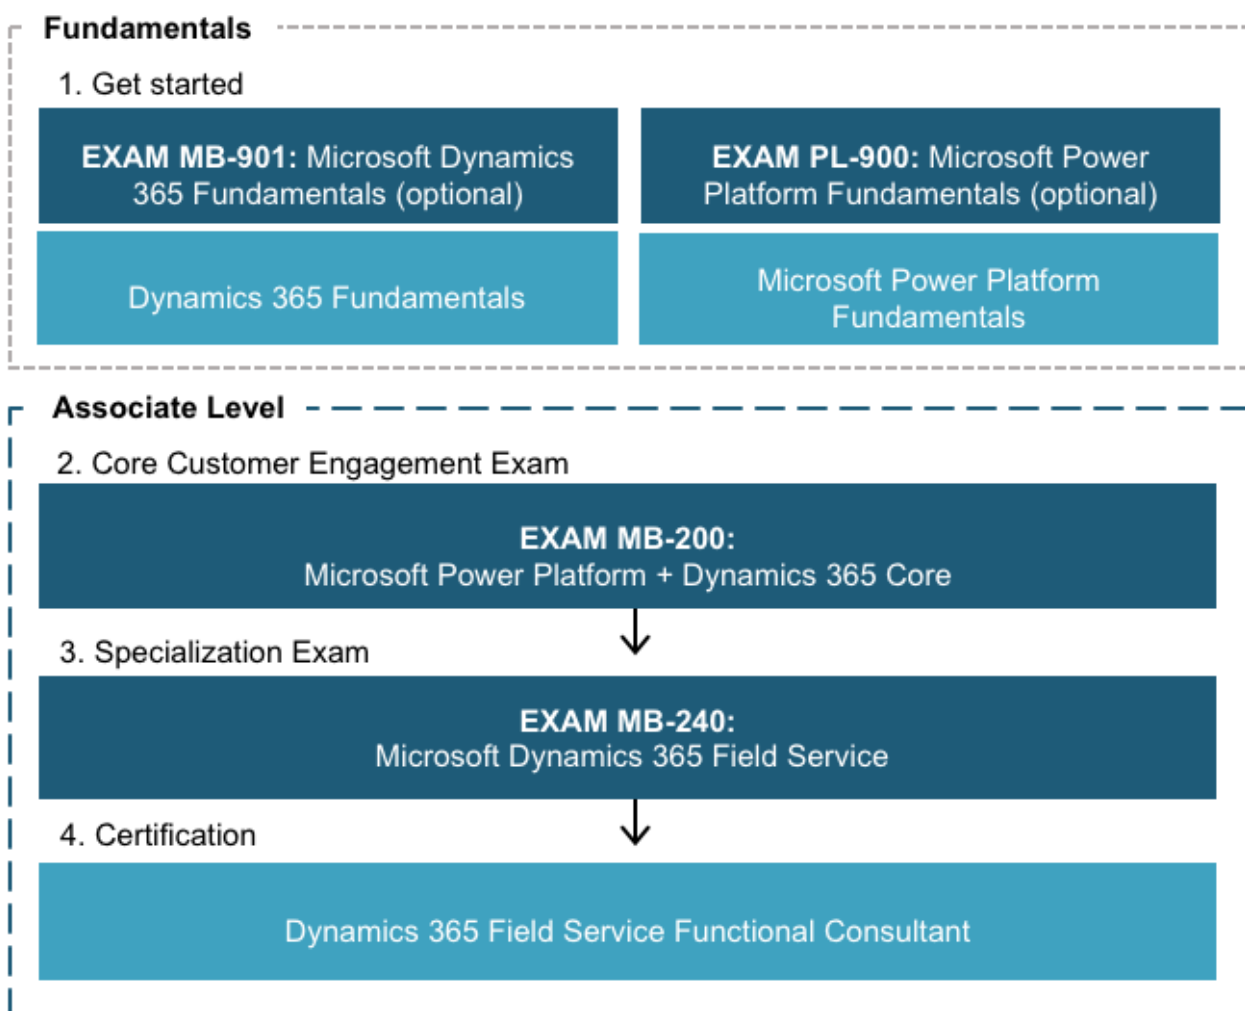 Fundamentals
1. Get started
EXAM MB-901: Microsoft Dynamics
365 Fundamentals (optional)
EXAM PL-900: Microsoft Power
Platform Fundamentals (optional)
Dynamics 365 Fundamentals
Microsoft Power Platform
Fundamentals
Associate Level
2. Core Customer Engagement Exam
EXAM MB-200:
Microsoft Power Platform + Dynamics 365 Core
3. Specialization Exam
EXAM MB-240:
Microsoft Dynamics 365 Field Service
4. Certification
Dynamics 365 Field Service Functional Consultant